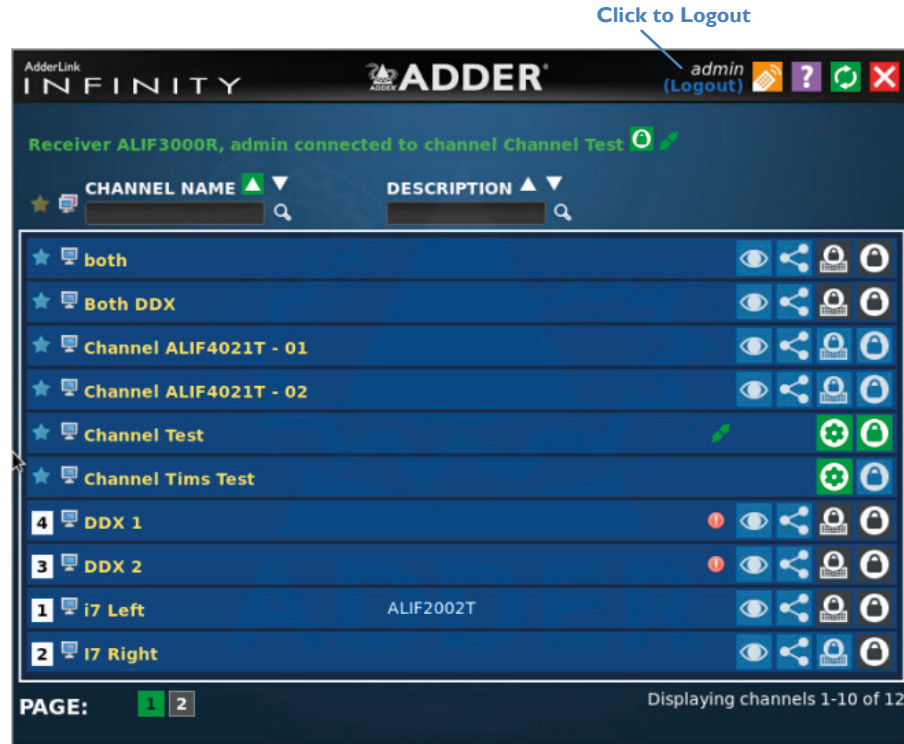 Click to Logout
AdderLink
INFINITY
ADDER
ADDER®
admin
(Logout)
?
Receiver ALIF3000R, admin connected to channel Channel Test
CHANNEL NAME
DESCRIPTION
both
Both DDX
Channel ALIF4021T - 01
Channel ALIF4021T - 02
Channel Test
Channel Tims Test
4 DDX 1
3 DDX 2
1 i7 Left ALIF2002T
2 I7 Right
PAGE: 1 2
Displaying channels 1-10 of 12